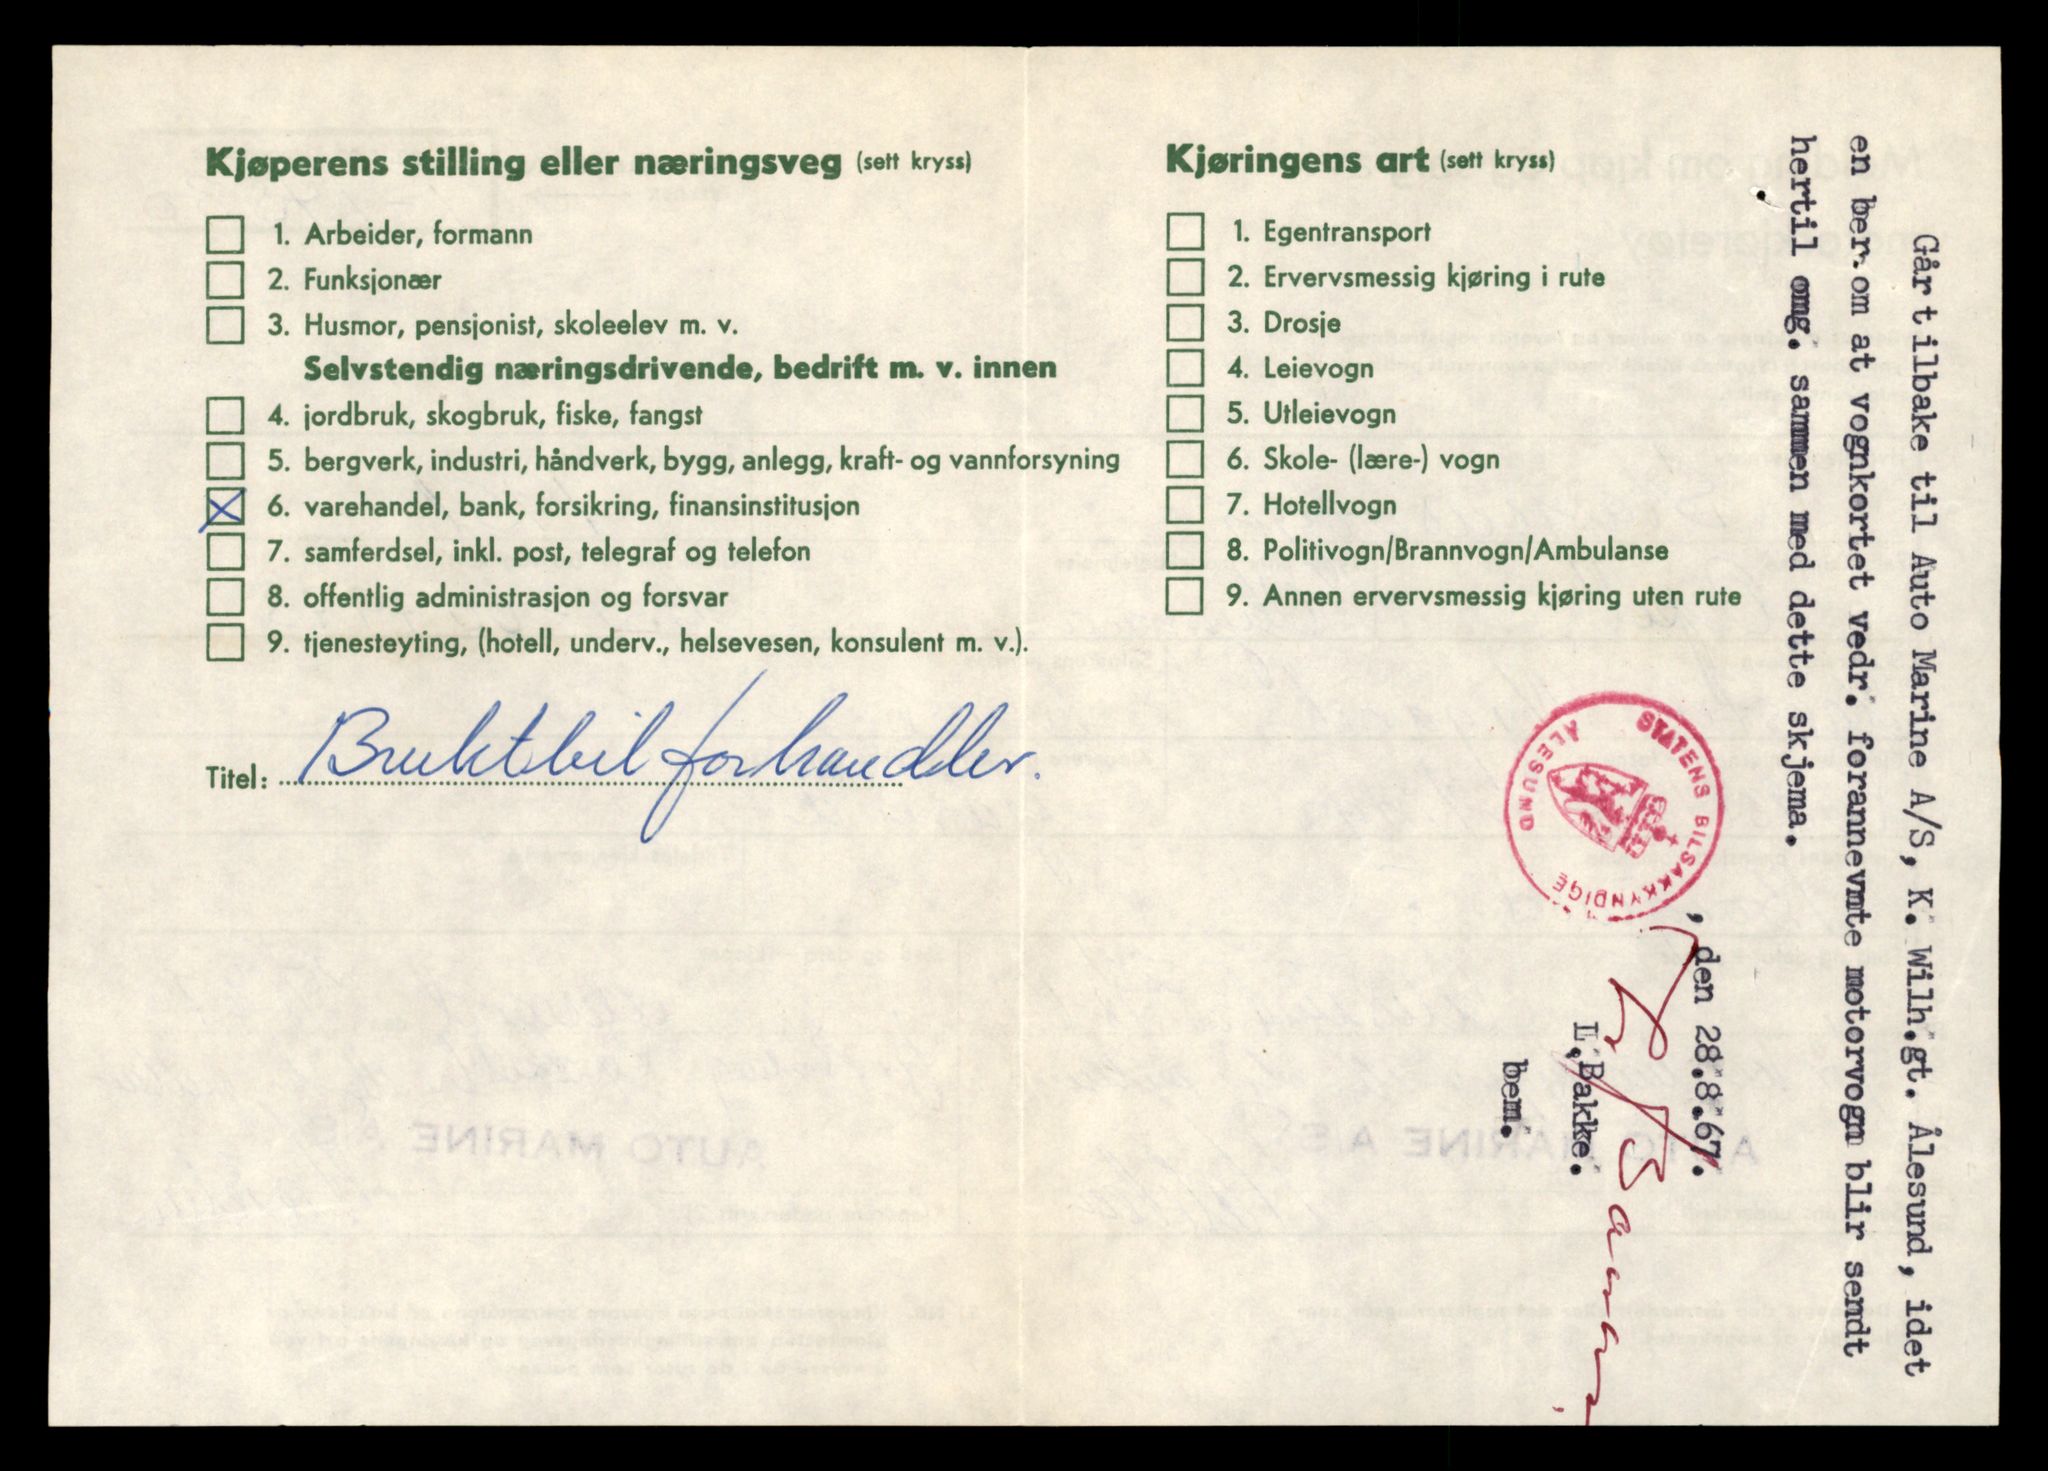 Kjøperens stilling eller næringsveg (sett kryss)
1. Arbeider, formann
2. Funksjonær
3. Husmor, pensjonist, skoleelev m. v.
Selvstendig næringsdrivende, bedrift m. v. innen
4. jordbruk, skogbruk, fiske, fangst
5. bergverk, industri, håndverk, bygg, anlegg, kraft- og vannforsyning
6. varehandel, bank, forsikring, finansinstitusjon
7. samferdsel, inkl. post, telegraf og telefon
8. offentlig administrasjon og forsvar
9. tjenesteyting, (hotell, underv., helsevesen, konsulent m. v.).
Titel: Bruktbilforhandler.
Kjøringens art (sett kryss)
1. Egentransport
2. Ervervsmessig kjøring i rute
3. Drosje
4. Leievogn
5. Utleievogn
6. Skole- (lære-) vogn
7. Hotellvogn
8. Politivogn/Brannvogn/Ambulanse
9. Annen ervervsmessig kjøring uten rute
Går tilbake til Auto Marine A/S, K. Wilh.gt. Ålesund, idet
en ber.om at vognkortet vedr. forannevnte motorvogn blir sendt
hertil omg. sammen med dette skjema.
STATENS BILSAKKYNDIGE
ÅLESUND
, den 28.8.67.
L.Bakke.
bem.